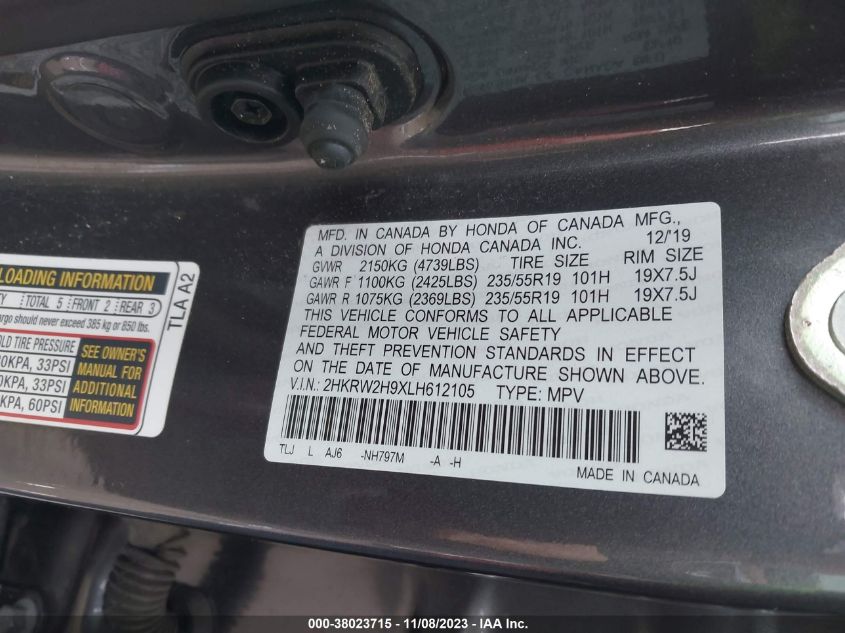 MFD. IN CANADA BY HONDA OF CANADA MFG.,
A DIVISION OF HONDA CANADA INC. 12/'19
GVWR 2150KG (4739LBS) TIRE SIZE RIM SIZE
GAWR F 1100KG (2425LBS) 235/55R19 101H 19X7.5J
GAWR R 1075KG (2369LBS) 235/55R19 101H 19X7.5J
THIS VEHICLE CONFORMS TO ALL APPLICABLE
FEDERAL MOTOR VEHICLE SAFETY
AND THEFT PREVENTION STANDARDS IN EFFECT
ON THE DATE OF MANUFACTURE SHOWN ABOVE.
V.I.N.: 2HKRW2H9XLH612105 TYPE: MPV
TLJ L AJ6 -NH797M -A -H
MADE IN CANADA
LOADING INFORMATION
TOTAL 5 FRONT 2 REAR 3
should never exceed 385 kg or 850 lbs.
TIRE PRESSURE
33PSI
33PSI
KPA, 60PSI
SEE OWNER'S
MANUAL FOR
ADDITIONAL
INFORMATION
TLA A2
000-38023715 - 11/08/2023 - IAA Inc.